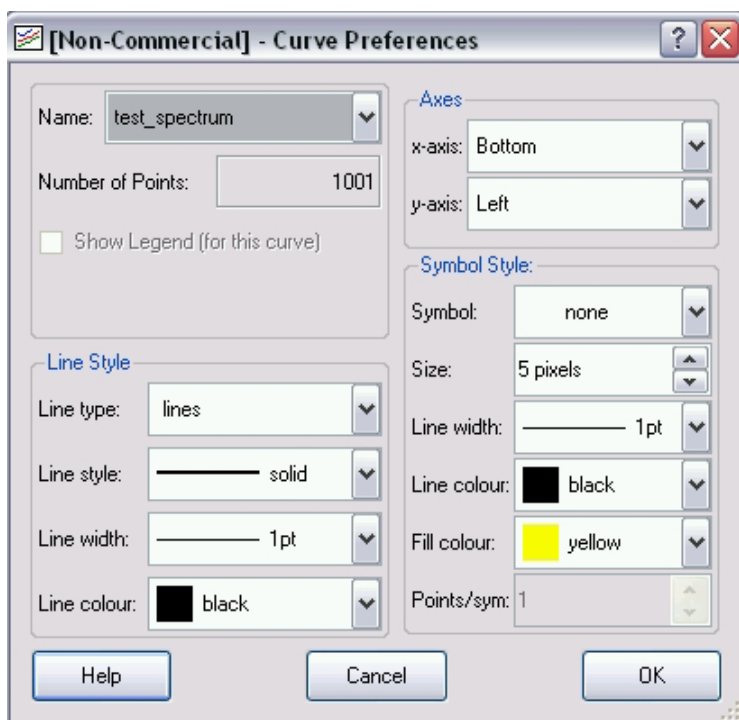 [Non-Commercial] - Curve Preferences
Name: test_spectrum
Number of Points: 1001
Show Legend (for this curve)
Line Style
Line type: lines
Line style: solid
Line width: 1pt
Line colour: black
Axes
x-axis: Bottom
y-axis: Left
Symbol Style:
Symbol: none
Size: 5 pixels
Line width: 1pt
Line colour: black
Fill colour: yellow
Points/sym: 1
Help
Cancel
OK